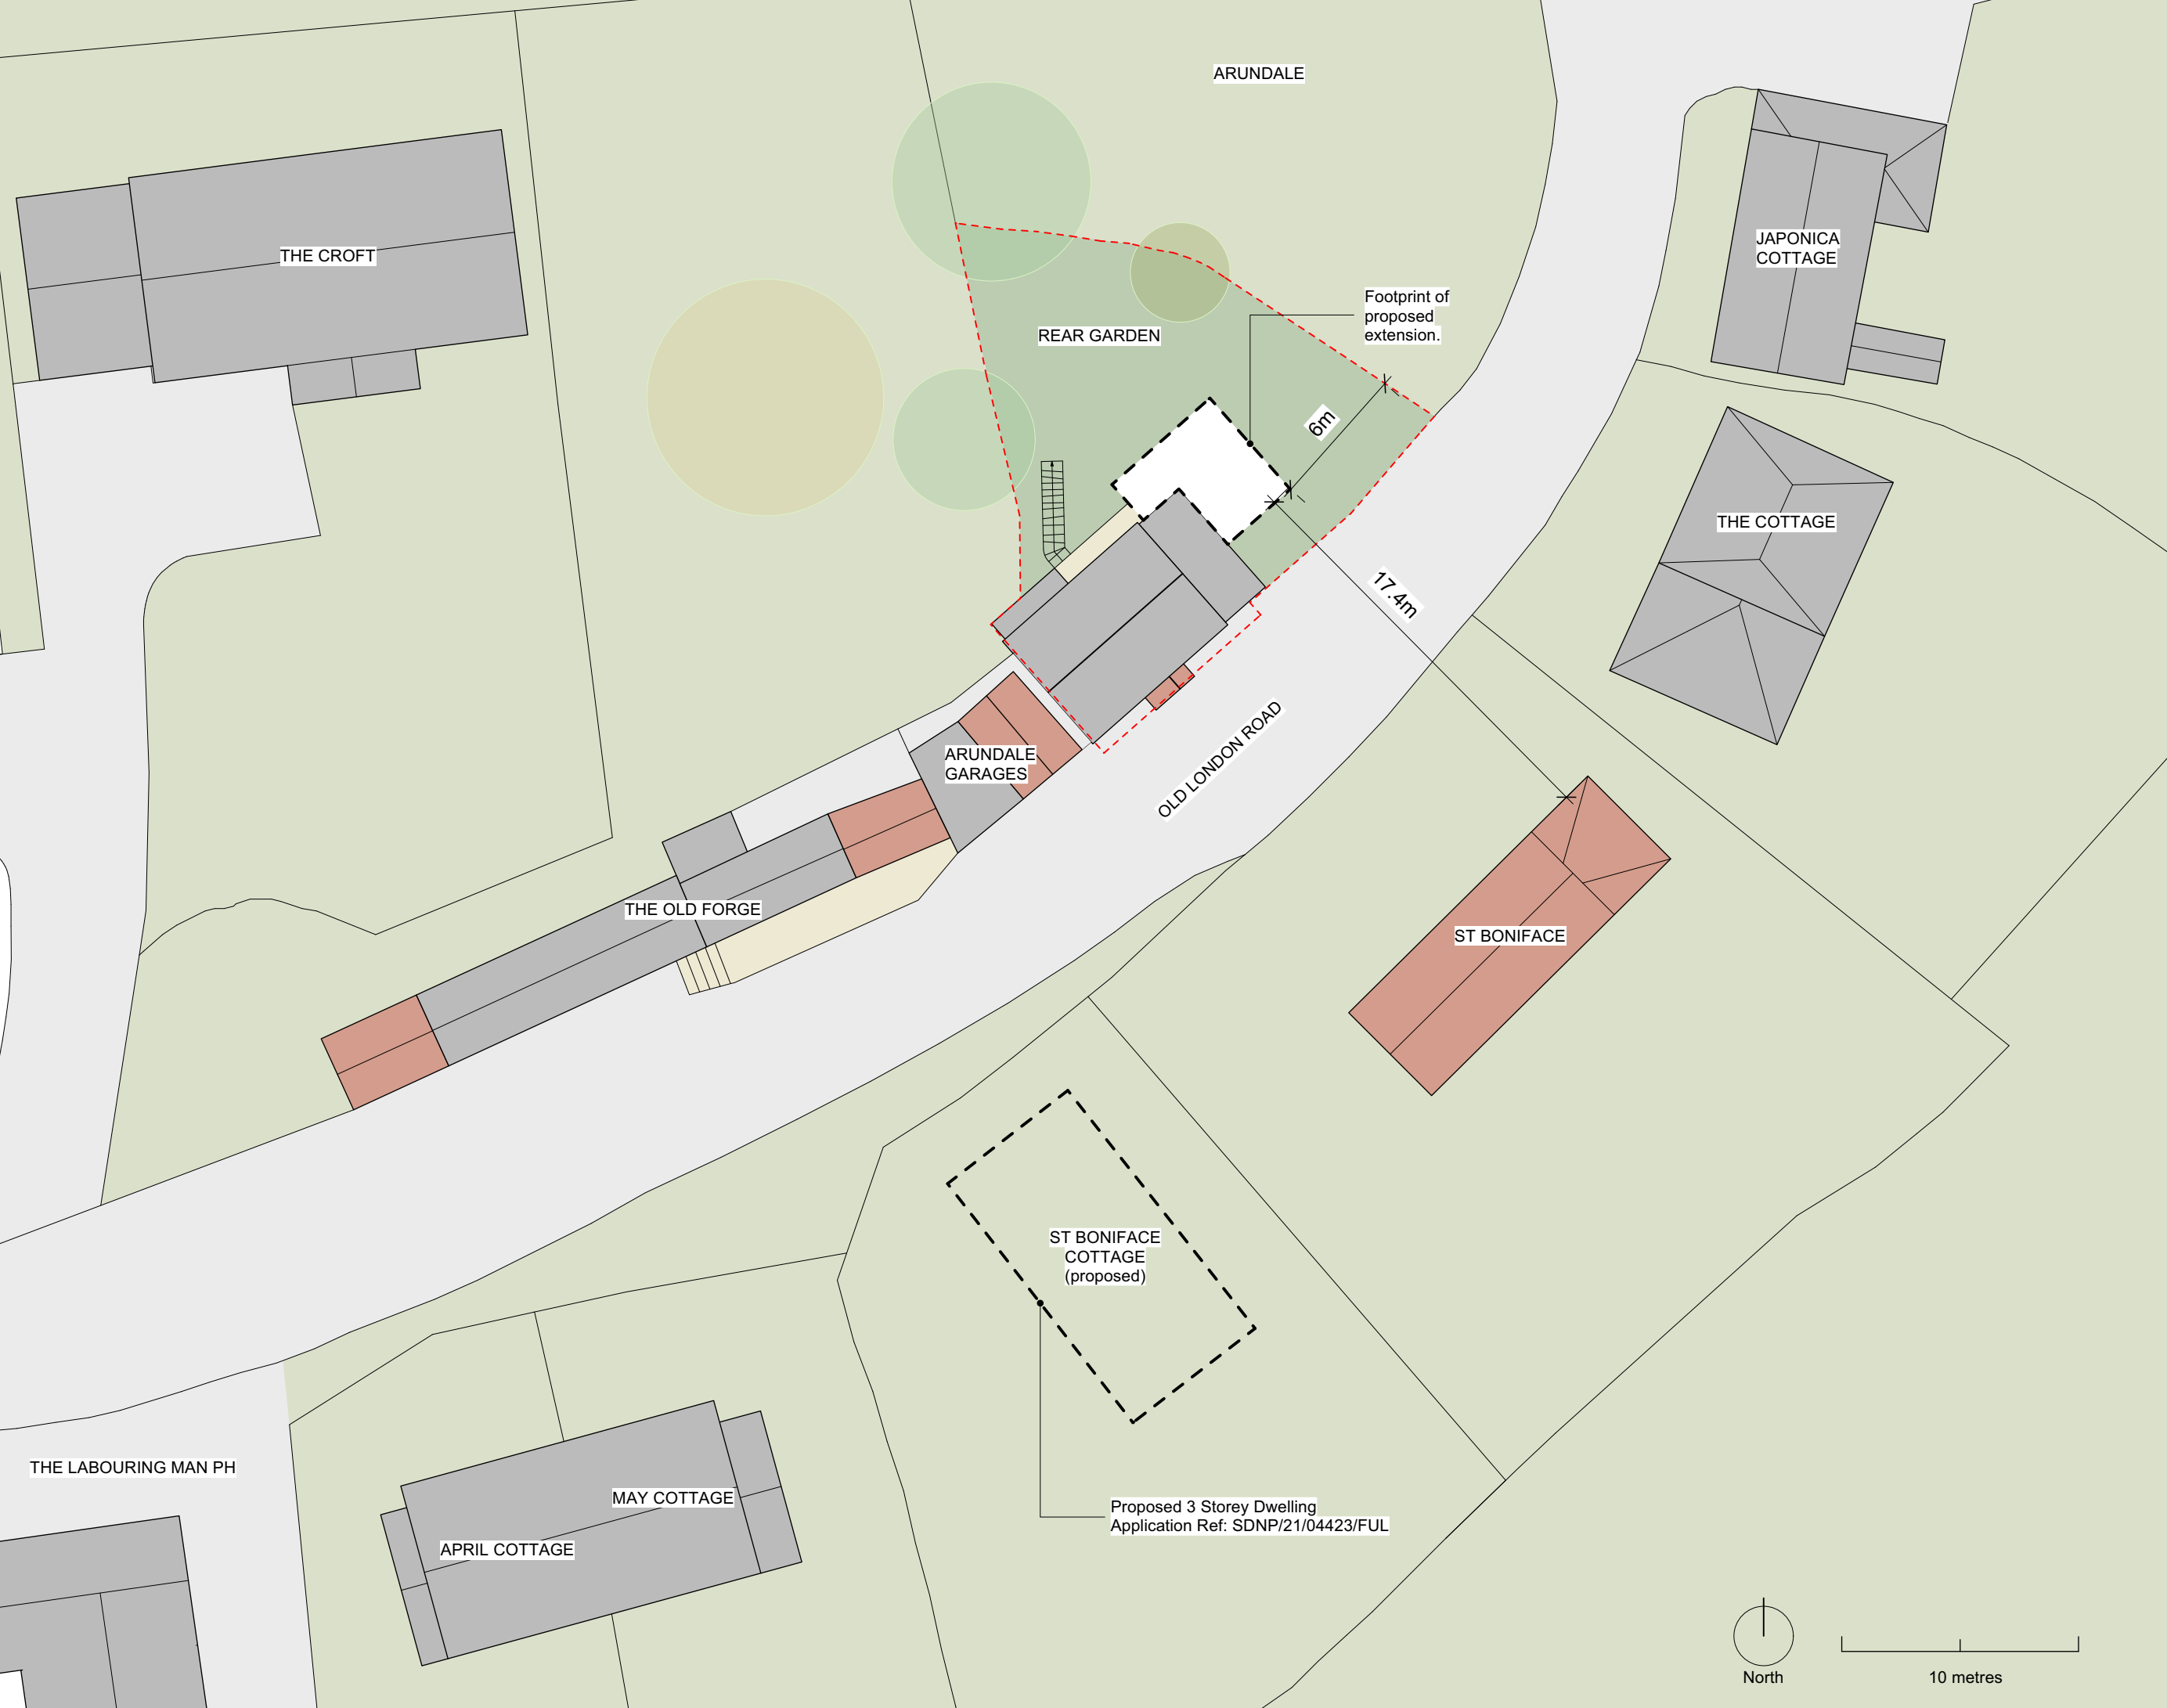 ARUNDALE
THE CROFT
JAPONICA
COTTAGE
Footprint of
proposed
extension.
REAR GARDEN
6m
THE COTTAGE
17.4m
ARUNDALE
GARAGES
OLD LONDON ROAD
THE OLD FORGE
ST BONIFACE
ST BONIFACE
COTTAGE
(proposed)
THE LABOURING MAN PH
MAY COTTAGE
APRIL COTTAGE
Proposed 3 Storey Dwelling
Application Ref: SDNP/21/04423/FUL
North
10 metres